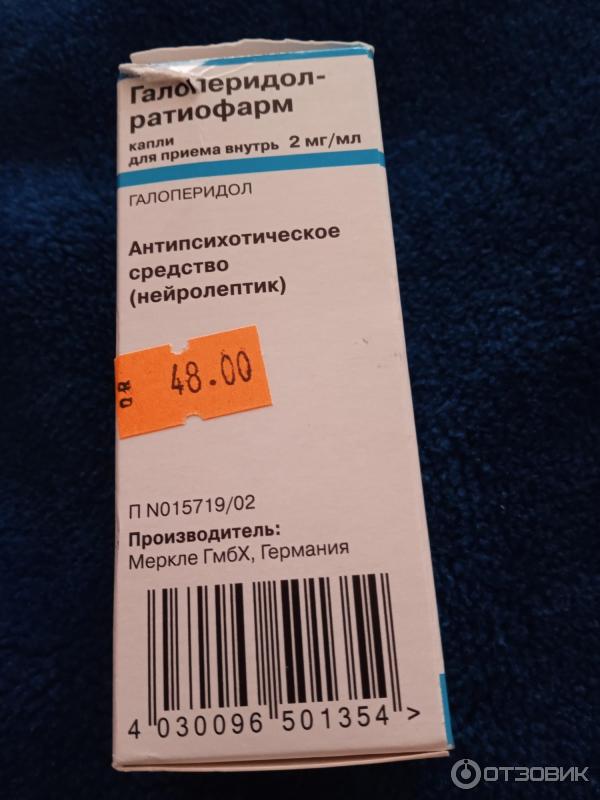 Галоперидол-
ратиофарм
капли
для приема внутрь 2 мг/мл
ГАЛОПЕРИДОЛ
Антипсихотическое
средство
(нейролептик)
48.00
П N015719/02
Производитель:
Меркле ГмбХ, Германия
4 030096 501354 >
ОТЗОВИК